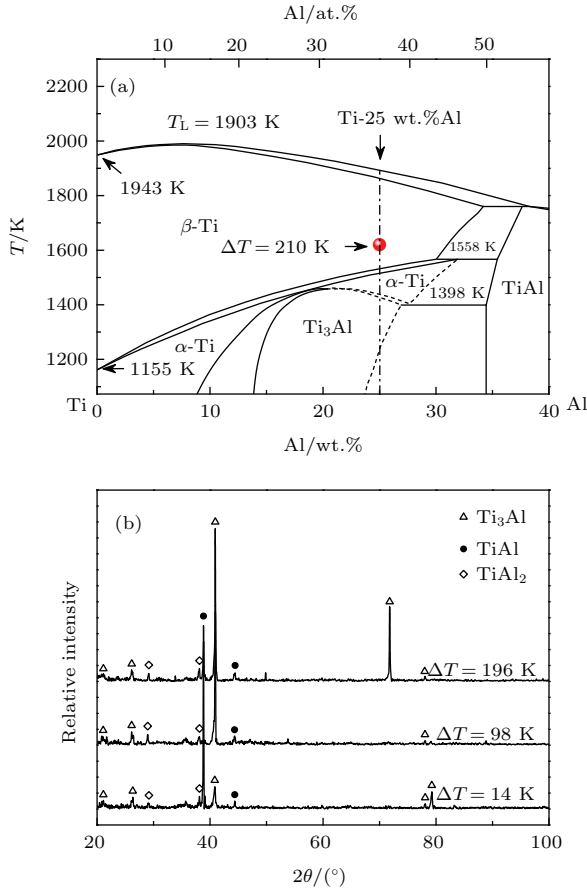 Al/at.%
0 10 20 30 40 50
(a)
2200
2000
1800
1600
1400
1200
T/K
T_L = 1903 K
Ti-25 wt.%Al
1943 K
β-Ti
ΔT = 210 K
1558 K
α-Ti
1398 K
TiAl
Ti₃Al
α-Ti
1155 K
Ti
Al
0 10 20 30 40
Al/wt.%
(b)
Ti₃Al
TiAl
TiAl₂
Relative intensity
ΔT = 196 K
ΔT = 98 K
ΔT = 14 K
20 40 60 80 100
2θ/(°)